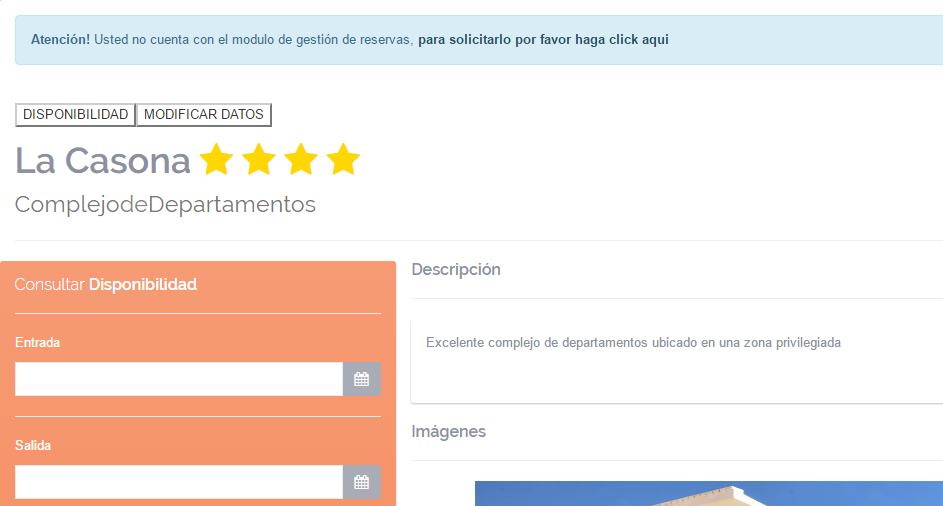 Atención! Usted no cuenta con el modulo de gestión de reservas, para solicitarlo por favor haga click aqui
DISPONIBILIDAD MODIFICAR DATOS
La Casona
ComplejodeDepartamentos
Consultar Disponibilidad
Entrada
Salida
Descripción
Excelente complejo de departamentos ubicado en una zona privilegiada
Imágenes